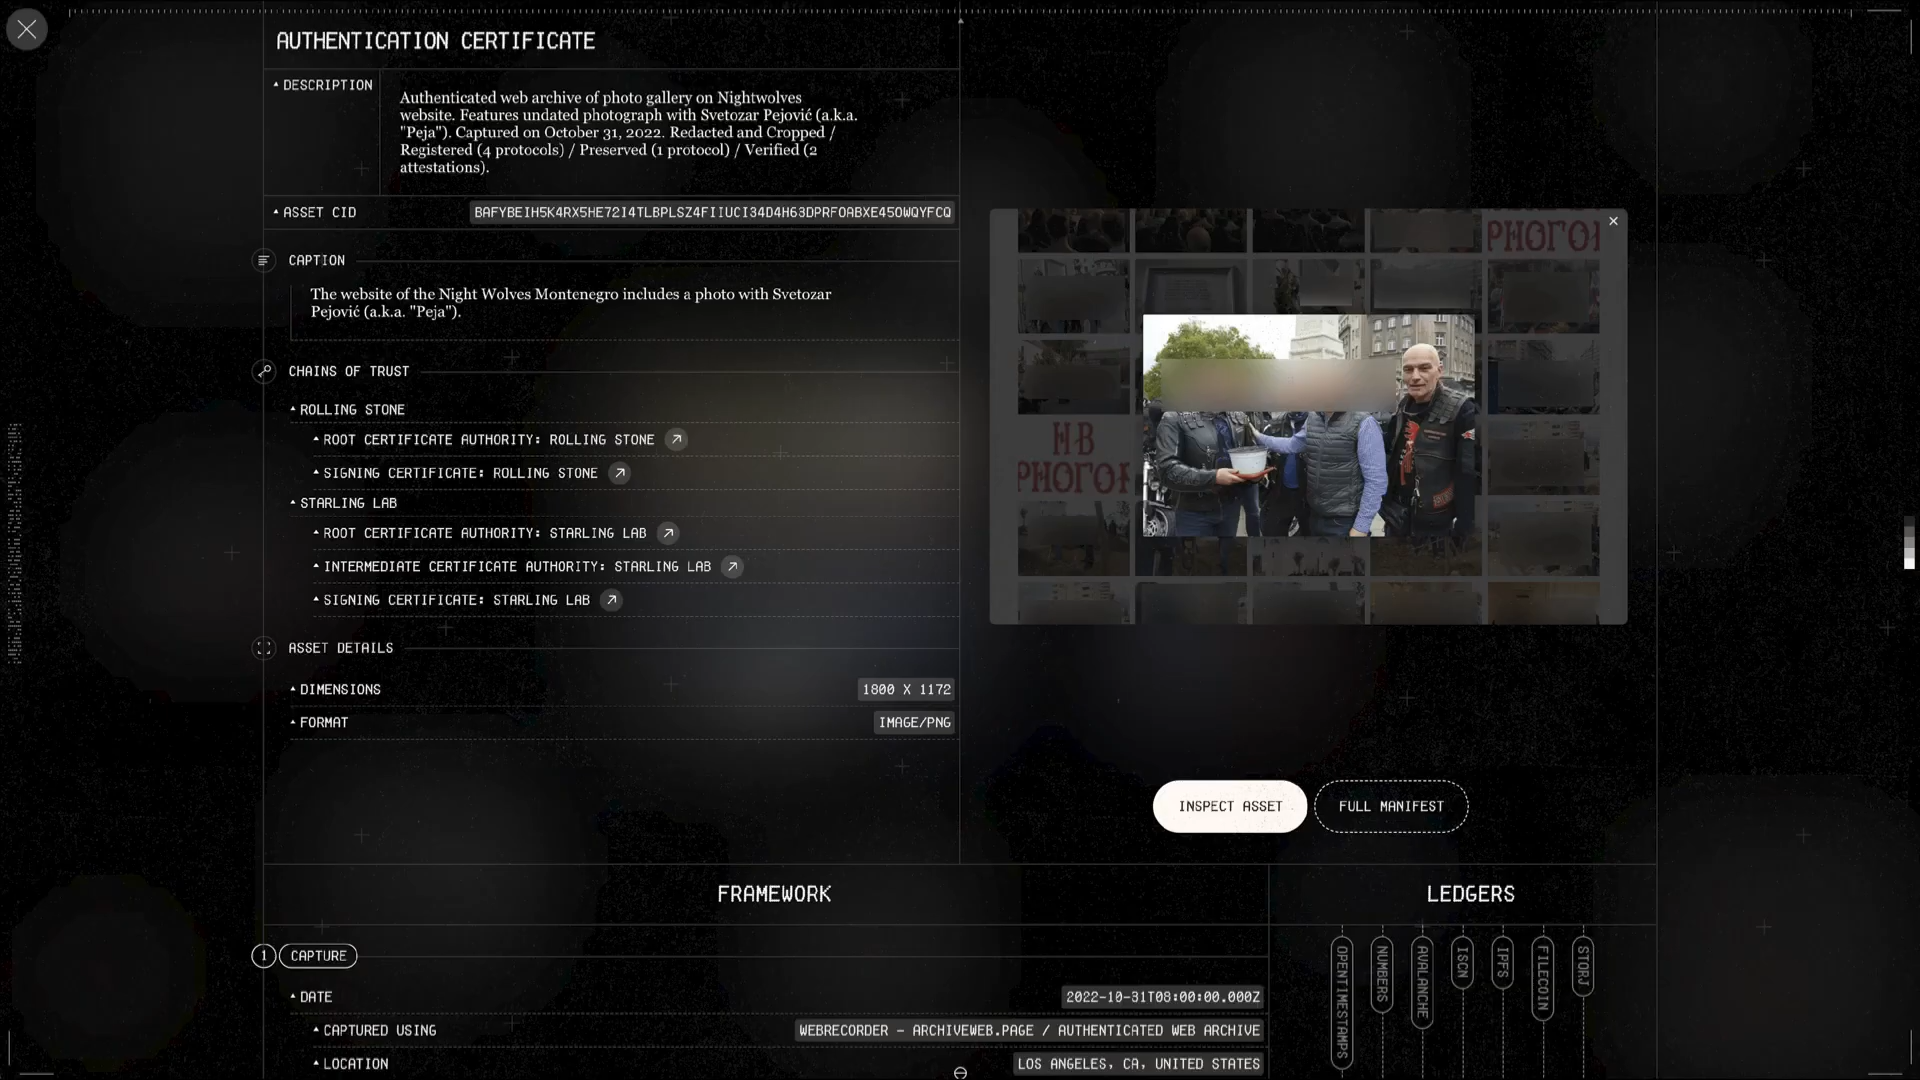 AUTHENTICATION CERTIFICATE
DESCRIPTION
Authenticated web archive of photo gallery on Nightwolves
website. Features undated photograph with Svetozar Pejović (a.k.a.
"Peja"). Captured on October 31, 2022. Redacted and Cropped /
Registered (4 protocols) / Preserved (1 protocol) / Verified (2
attestations).
ASSET CID
BAFYBEIH5K4RX5HE72I4TLBPLSZ4FIIUCI34D4H63DPRFOABXE45OWQYFCQ
CAPTION
The website of the Night Wolves Montenegro includes a photo with Svetozar
Pejović (a.k.a. "Peja").
CHAINS OF TRUST
ROLLING STONE
ROOT CERTIFICATE AUTHORITY: ROLLING STONE
SIGNING CERTIFICATE: ROLLING STONE
STARLING LAB
ROOT CERTIFICATE AUTHORITY: STARLING LAB
INTERMEDIATE CERTIFICATE AUTHORITY: STARLING LAB
SIGNING CERTIFICATE: STARLING LAB
ASSET DETAILS
DIMENSIONS 1800 X 1172
FORMAT IMAGE/PNG
РНОГО
НВ
РНОГО
INSPECT ASSET
FULL MANIFEST
FRAMEWORK
1 CAPTURE
DATE 2022-10-31T08:00:00.000Z
CAPTURED USING WEBRECORDER - ARCHIVEWEB.PAGE / AUTHENTICATED WEB ARCHIVE
LOCATION LOS ANGELES, CA, UNITED STATES
LEDGERS
OPENTIMESTAMPS
NUMBERS
AVALANCHE
ISCN
IPFS
FILECOIN
STORJ